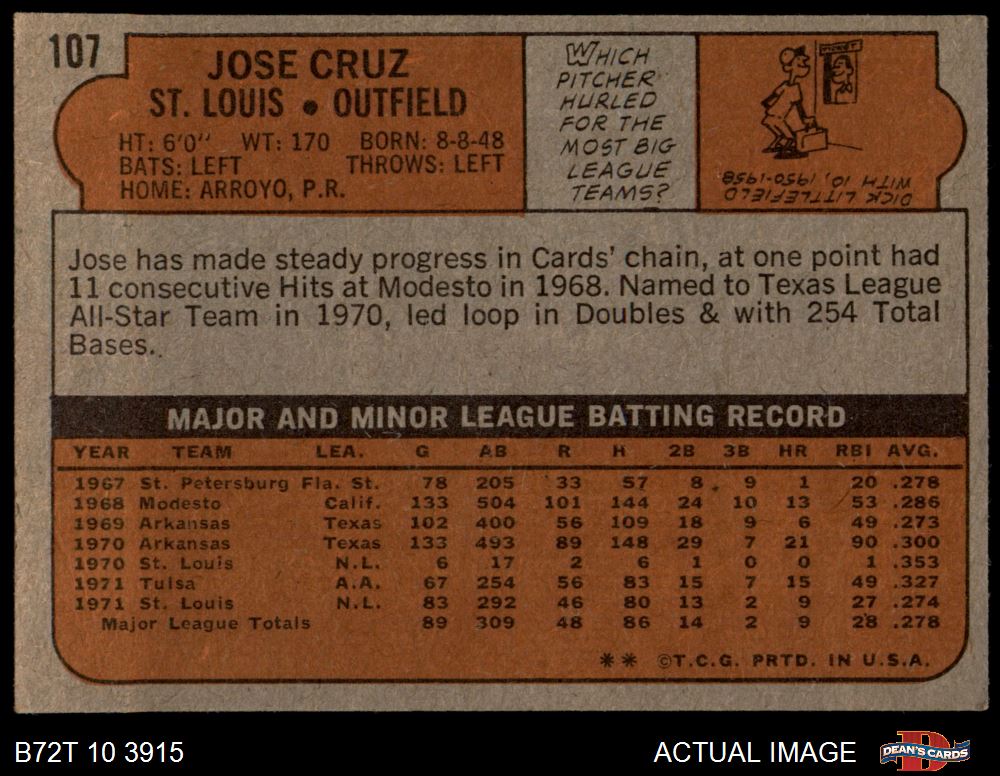 107
JOSE CRUZ
ST. LOUIS • OUTFIELD
HT: 6'0" WT: 170 BORN: 8-8-48
BATS: LEFT THROWS: LEFT
HOME: ARROYO, P.R.
WHICH
PITCHER
HURLED
FOR THE
MOST BIG
LEAGUE
TEAMS?
TICKET
DICK LITTLEFIELD
WITH 10, 1950-1958
Jose has made steady progress in Cards' chain, at one point had
11 consecutive Hits at Modesto in 1968. Named to Texas League
All-Star Team in 1970, led loop in Doubles & with 254 Total
Bases.
MAJOR AND MINOR LEAGUE BATTING RECORD
YEAR TEAM LEA. G AB R H 2B 3B HR RBI AVG.
1967 St. Petersburg Fla. St. 78 205 33 57 8 9 1 20 .278
1968 Modesto Calif. 133 504 101 144 24 10 13 53 .286
1969 Arkansas Texas 102 400 56 109 18 9 6 49 .273
1970 Arkansas Texas 133 493 89 148 29 7 21 90 .300
1970 St. Louis N.L. 6 17 2 6 1 0 0 1 .353
1971 Tulsa A.A. 67 254 56 83 15 7 15 49 .327
1971 St. Louis N.L. 83 292 46 80 13 2 9 27 .274
Major League Totals 89 309 48 86 14 2 9 28 .278
** ©T.C.G. PRTD. IN U.S.A.
B72T 10 3915
ACTUAL IMAGE
D
DEAN'S CARDS